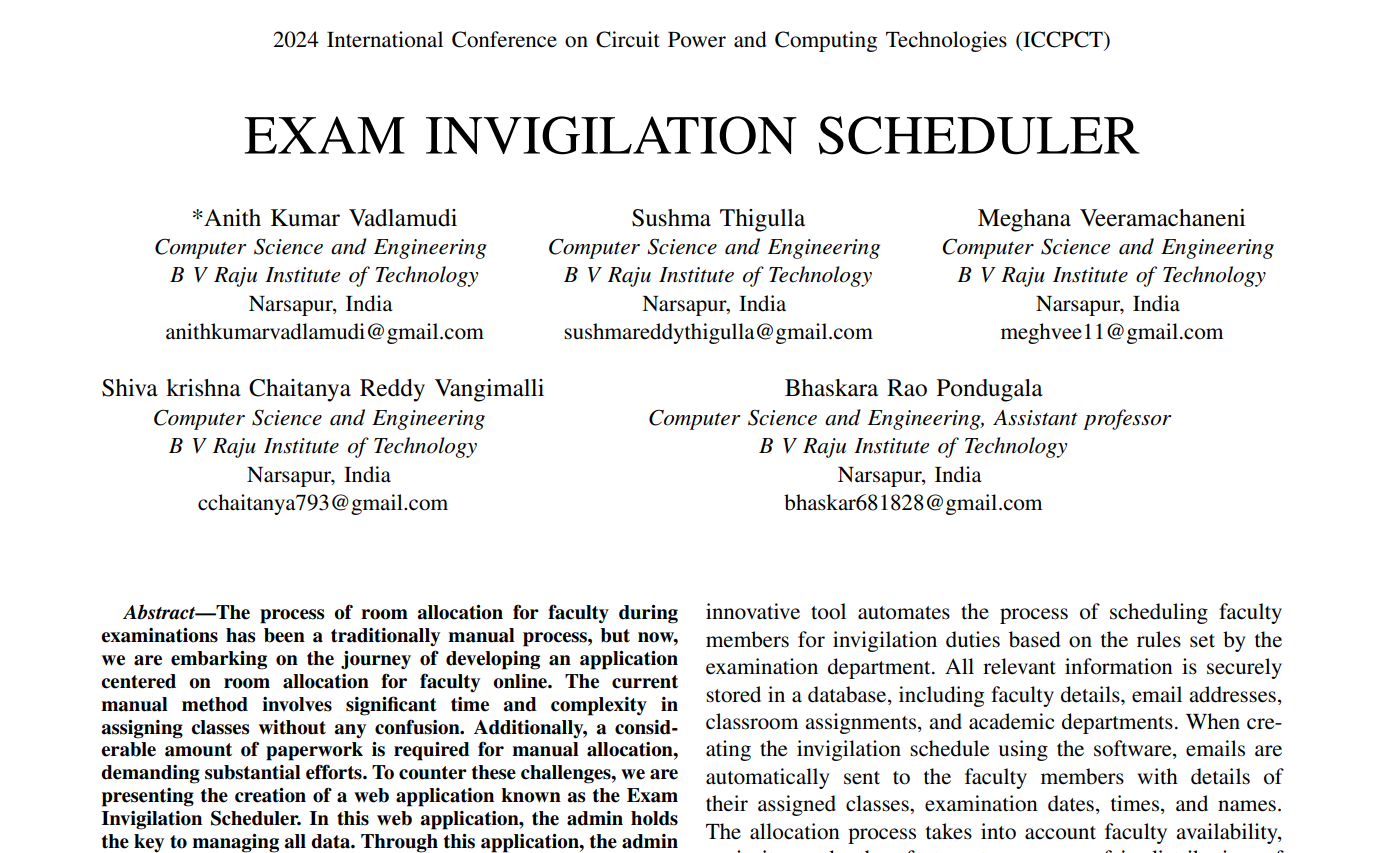 2024 International Conference on Circuit Power and Computing Technologies (ICCPCT)
EXAM INVIGILATION SCHEDULER
*Anith Kumar Vadlamudi
Computer Science and Engineering
B V Raju Institute of Technology
Narsapur, India
anithkumarvadlamudi@gmail.com
Sushma Thigulla
Computer Science and Engineering
B V Raju Institute of Technology
Narsapur, India
sushmareddythigulla@gmail.com
Meghana Veeramachaneni
Computer Science and Engineering
B V Raju Institute of Technology
Narsapur, India
meghvee11@gmail.com
Shiva krishna Chaitanya Reddy Vangimalli
Computer Science and Engineering
B V Raju Institute of Technology
Narsapur, India
cchaitanya793@gmail.com
Bhaskara Rao Pondugala
Computer Science and Engineering, Assistant professor
B V Raju Institute of Technology
Narsapur, India
bhaskar681828@gmail.com
Abstract—The process of room allocation for faculty during
examinations has been a traditionally manual process, but now,
we are embarking on the journey of developing an application
centered on room allocation for faculty online. The current
manual method involves significant time and complexity in
assigning classes without any confusion. Additionally, a consid-
erable amount of paperwork is required for manual allocation,
demanding substantial efforts. To counter these challenges, we are
presenting the creation of a web application known as the Exam
Invigilation Scheduler. In this web application, the admin holds
the key to managing all data. Through this application, the admin
innovative tool automates the process of scheduling faculty
members for invigilation duties based on the rules set by the
examination department. All relevant information is securely
stored in a database, including faculty details, email addresses,
classroom assignments, and academic departments. When cre-
ating the invigilation schedule using the software, emails are
automatically sent to the faculty members with details of
their assigned classes, examination dates, times, and names.
The allocation process takes into account faculty availability,